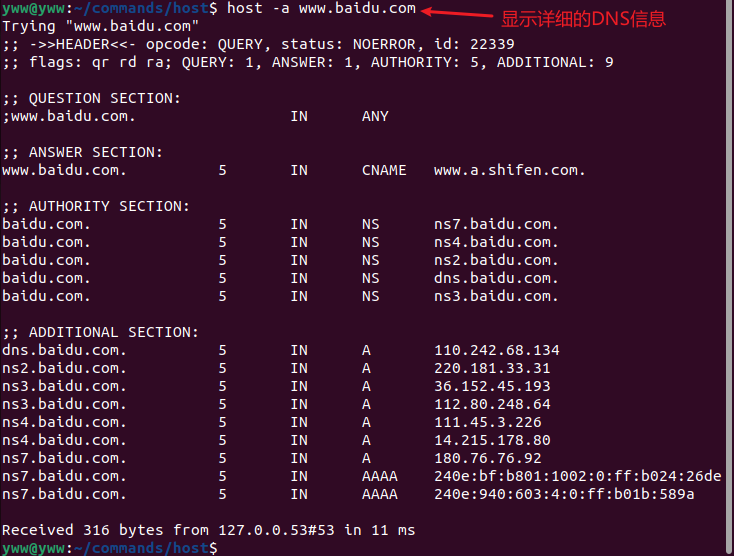 yww@yww:~/commands/host$ host -a www.baidu.com 显示详细的DNS信息
Trying "www.baidu.com"
;; ->>HEADER<<- opcode: QUERY, status: NOERROR, id: 22339
;; flags: qr rd ra; QUERY: 1, ANSWER: 1, AUTHORITY: 5, ADDITIONAL: 9
;; QUESTION SECTION:
;www.baidu.com. IN ANY
;; ANSWER SECTION:
www.baidu.com. 5 IN CNAME www.a.shifen.com.
;; AUTHORITY SECTION:
baidu.com. 5 IN NS ns7.baidu.com.
baidu.com. 5 IN NS ns4.baidu.com.
baidu.com. 5 IN NS ns2.baidu.com.
baidu.com. 5 IN NS dns.baidu.com.
baidu.com. 5 IN NS ns3.baidu.com.
;; ADDITIONAL SECTION:
dns.baidu.com. 5 IN A 110.242.68.134
ns2.baidu.com. 5 IN A 220.181.33.31
ns3.baidu.com. 5 IN A 36.152.45.193
ns3.baidu.com. 5 IN A 112.80.248.64
ns4.baidu.com. 5 IN A 111.45.3.226
ns4.baidu.com. 5 IN A 14.215.178.80
ns7.baidu.com. 5 IN A 180.76.76.92
ns7.baidu.com. 5 IN AAAA 240e:bf:b801:1002:0:ff:b024:26de
ns7.baidu.com. 5 IN AAAA 240e:940:603:4:0:ff:b01b:589a
Received 316 bytes from 127.0.0.53#53 in 11 ms
yww@yww:~/commands/host$